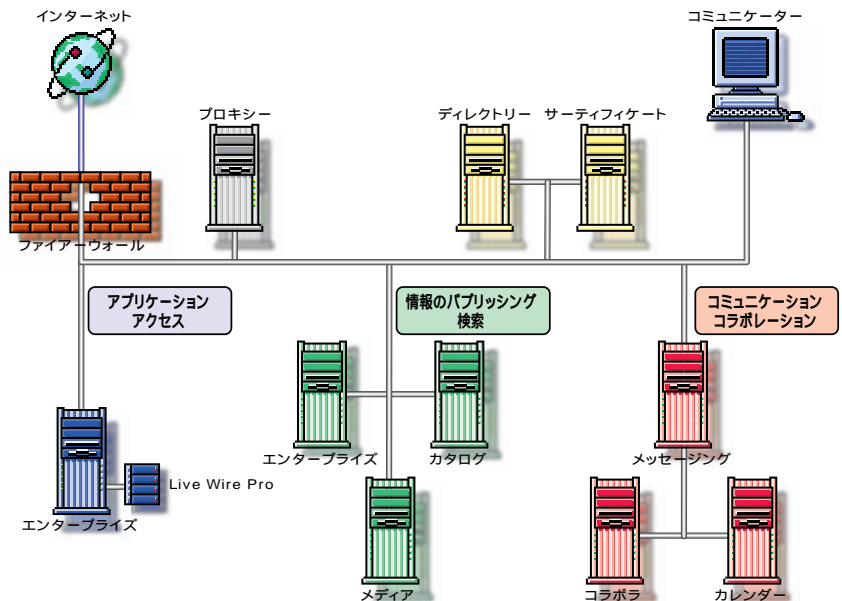 インターネット
コミュニケーター
プロキシー
ディレクトリー
サーティフィケート
ファイアーウォール
アプリケーション
アクセス
情報のパブリッシング
検索
コミュニケーション
コラボレーション
エンタープライズ
カタログ
メッセージング
Live Wire Pro
エンタープライズ
メディア
コラボラ
カレンダー